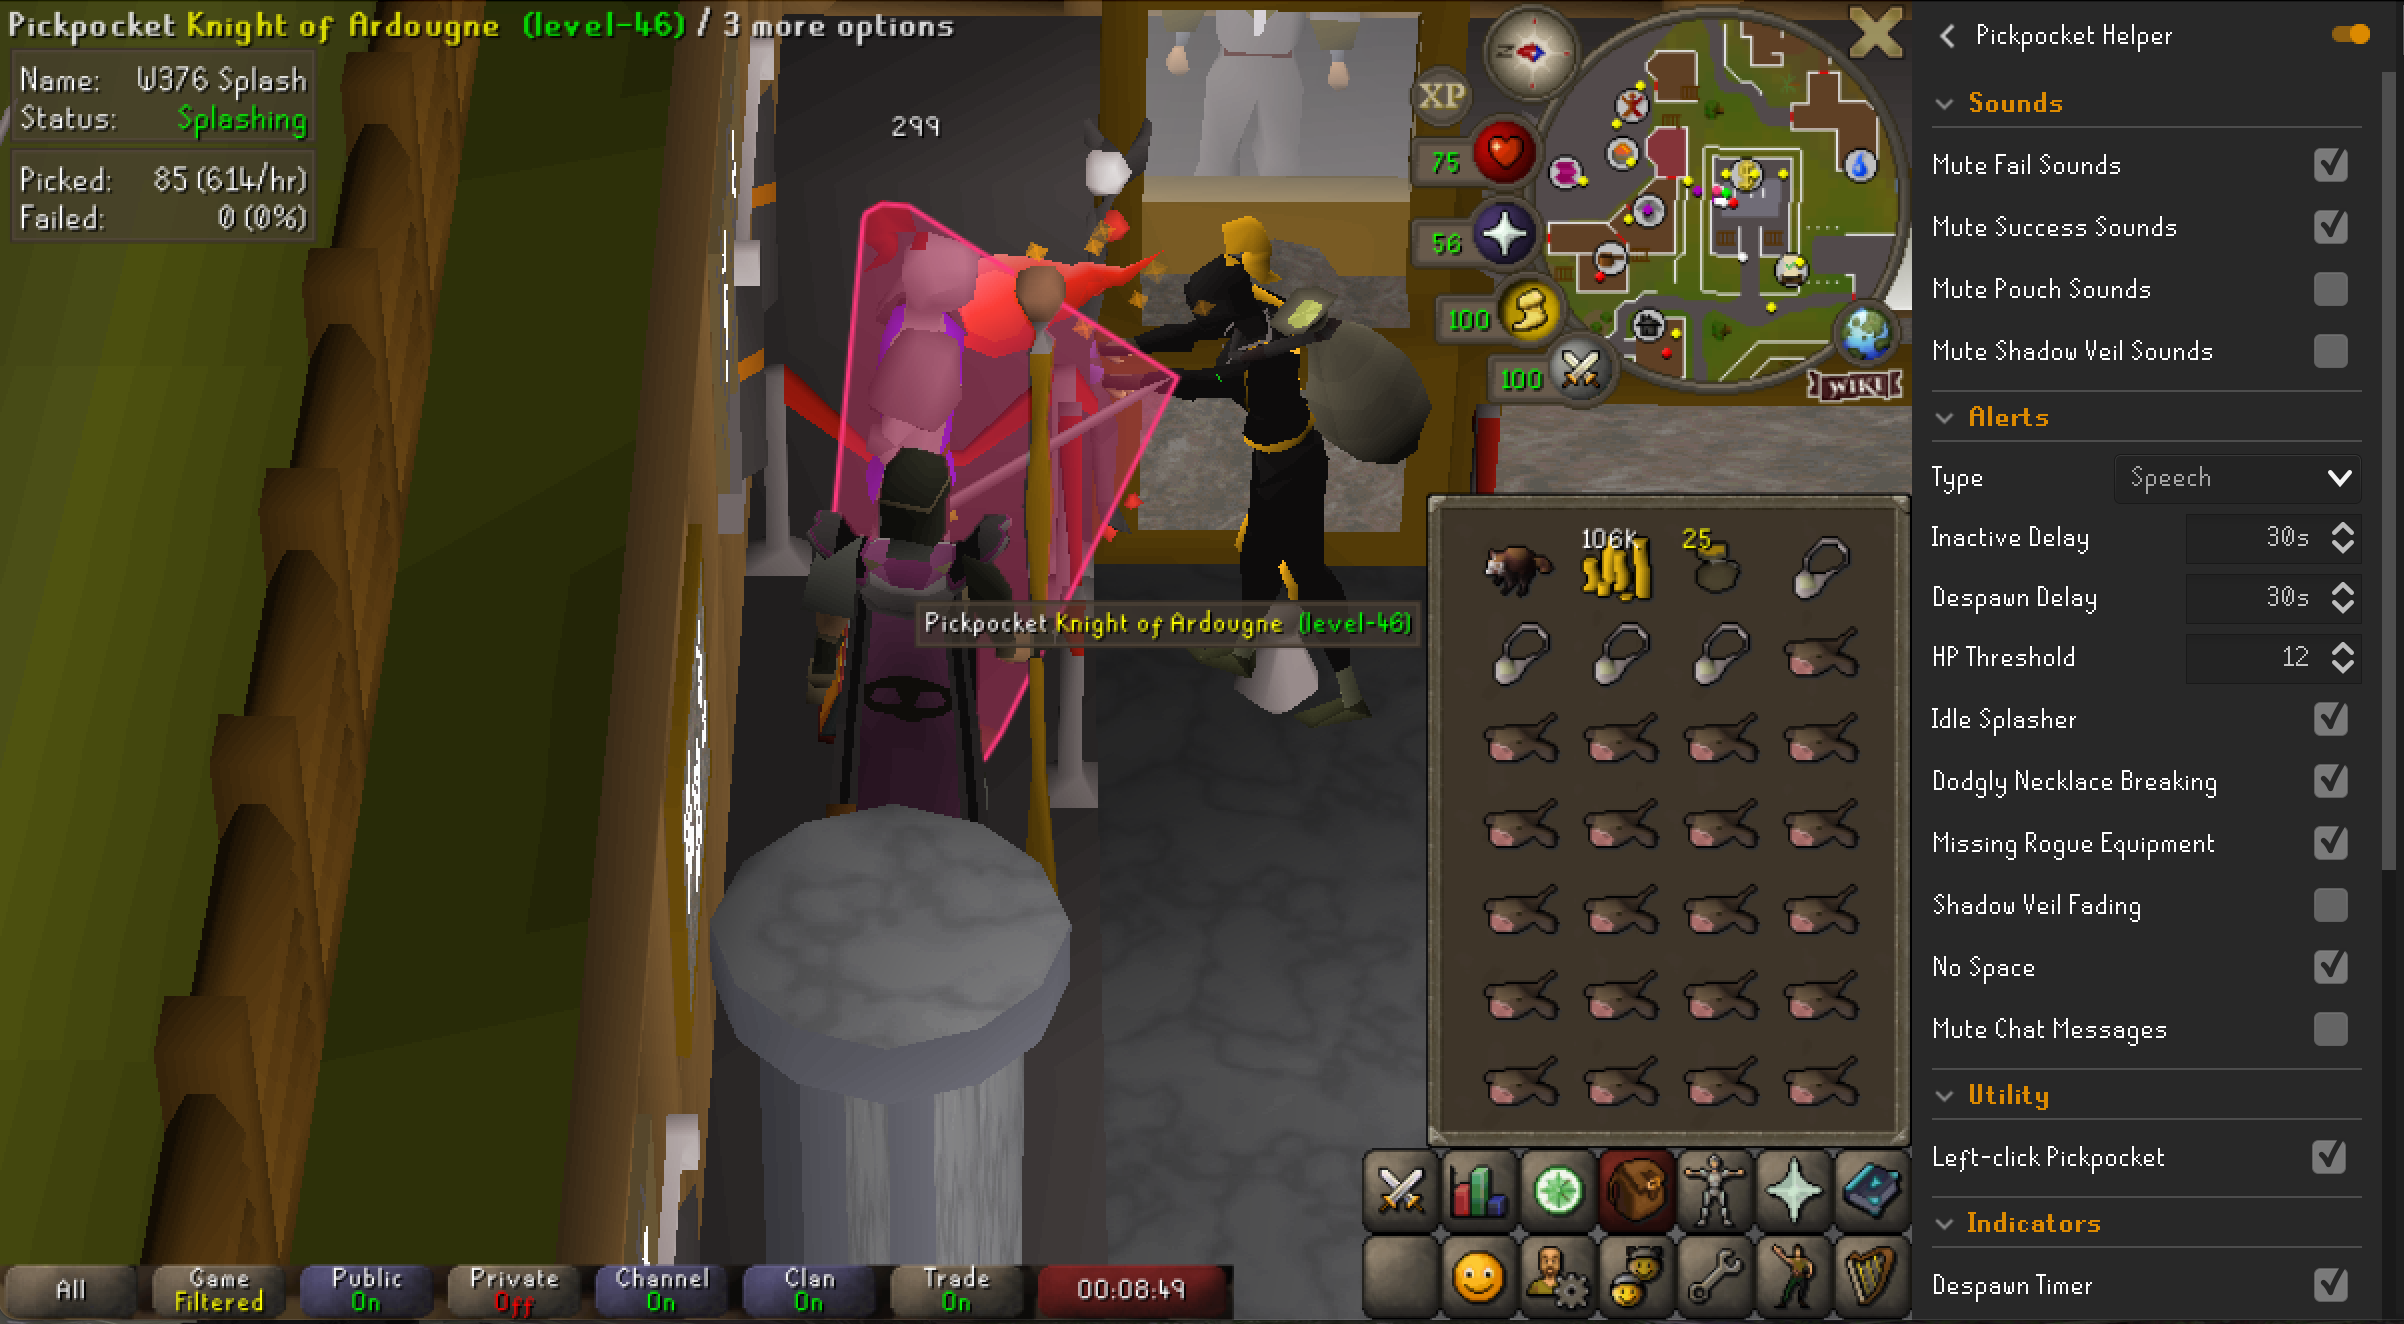 Pickpocket Knight of Ardougne (level-46) / 3 more options
Name: W376 Splash
Status: Splashing
Picked: 85 (614/hr)
Failed: 0 (0%)
299
XP
75
56
100
100
WIKI
106K
25
Pickpocket Knight of Ardougne (level-46)
All
Game
Filtered
Public
On
Private
Off
Channel
On
Clan
On
Trade
On
00:08:49
Pickpocket Helper
Sounds
Mute Fail Sounds
Mute Success Sounds
Mute Pouch Sounds
Mute Shadow Veil Sounds
Alerts
Type Speech
Inactive Delay 30s
Despawn Delay 30s
HP Threshold 12
Idle Splasher
Dodgly Necklace Breaking
Missing Rogue Equipment
Shadow Veil Fading
No Space
Mute Chat Messages
Utility
Left-click Pickpocket
Indicators
Despawn Timer